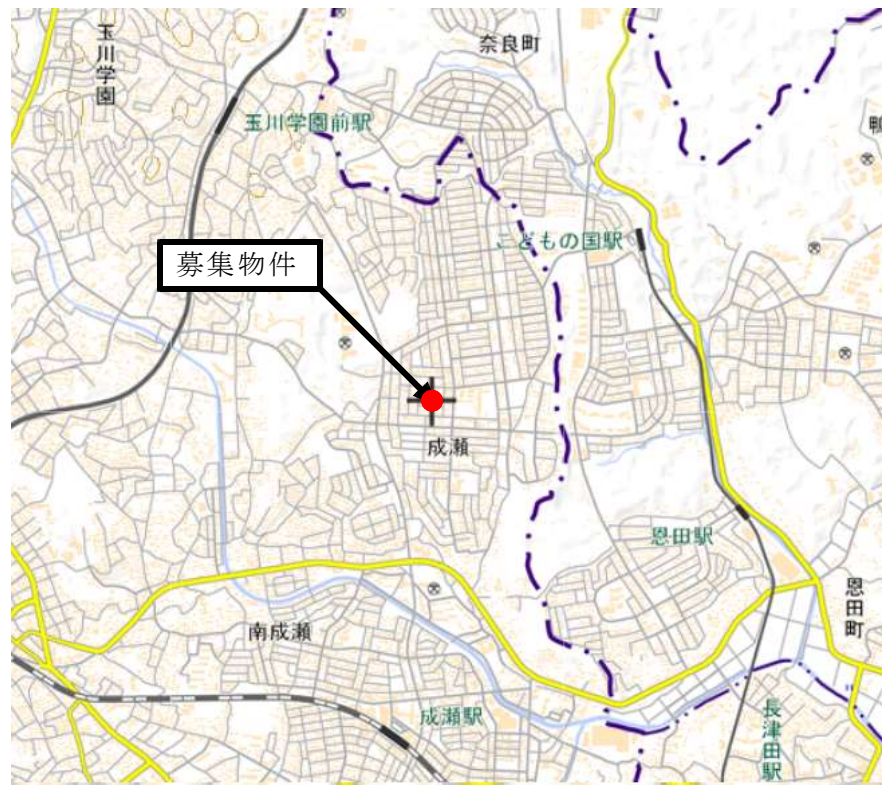 玉川学園
奈良町
玉川学園前駅
鴨
こどもの国駅
募集物件
成瀬
恩田駅
恩田町
南成瀬
成瀬駅
長津田駅